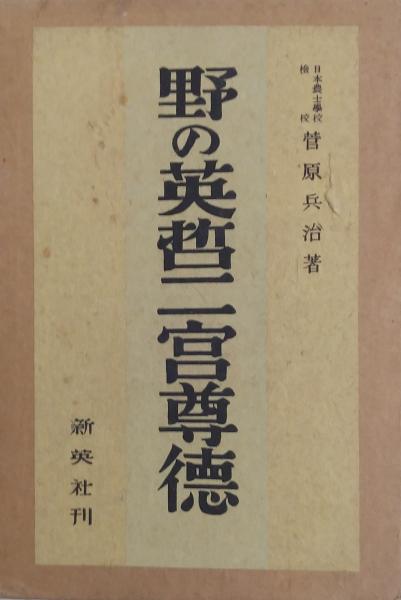 日本農士學校
檢校
菅原兵治著
野の英哲二宮尊德
新英社刊